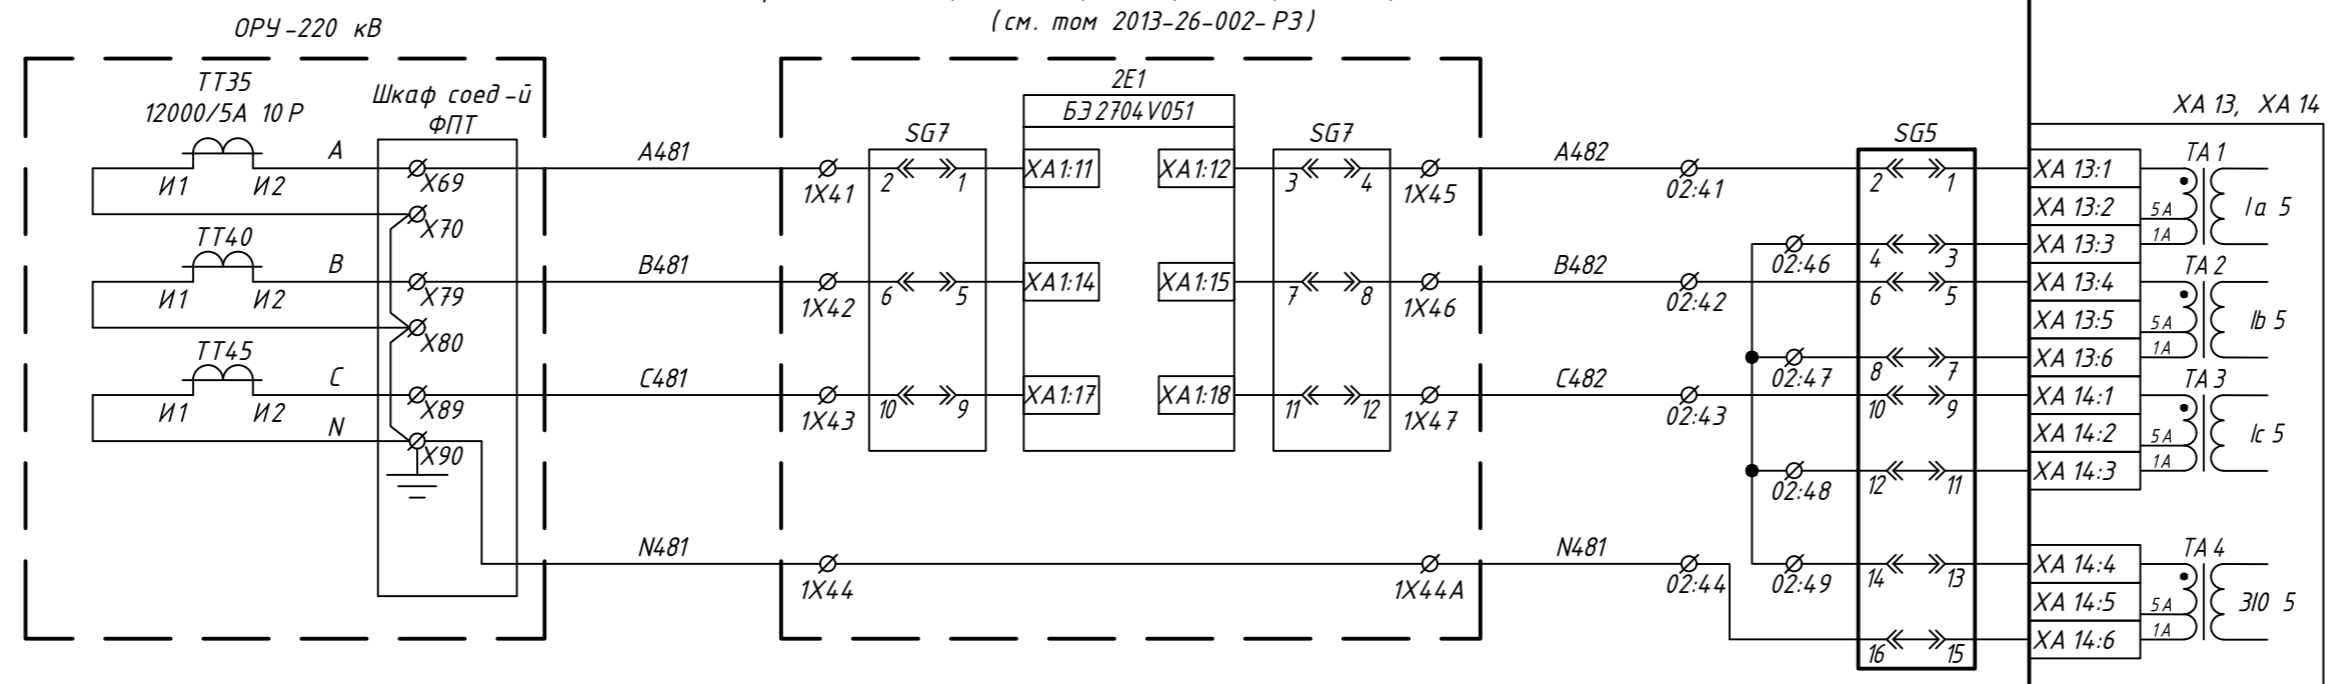 (см. том 2013-26-002-РЗ)
ОРУ-220 кВ
ТТ35
12000/5А 10Р
Шкаф соед-й
ФПТ
А
И1 И2
Х69
Х70
ТТ40
В
И1 И2
Х79
Х80
ТТ45
С
И1 И2
Х89
N
Х90
А481
В481
С481
N481
2Е1
БЭ2704V051
SG7
SG7
1Х41
2 1
ХА1:11
ХА1:12
3 4
1Х45
1Х42
6 5
ХА1:14
ХА1:15
7 8
1Х46
1Х43
10 9
ХА1:17
ХА1:18
11 12
1Х47
1Х44
1Х44А
А482
В482
С482
N481
02:41
02:46
02:42
02:47
02:43
02:48
02:44
02:49
SG5
2 1
4 3
6 5
8 7
10 9
12 11
14 13
16 15
ХА 13, ХА 14
ХА 13:1
ХА 13:2
ХА 13:3
ХА 13:4
ХА 13:5
ХА 13:6
ХА 14:1
ХА 14:2
ХА 14:3
ХА 14:4
ХА 14:5
ХА 14:6
ТА 1
5А
1А
Ia 5
ТА 2
5А
1А
Ib 5
ТА 3
5А
1А
Ic 5
ТА 4
5А
1А
3I0 5